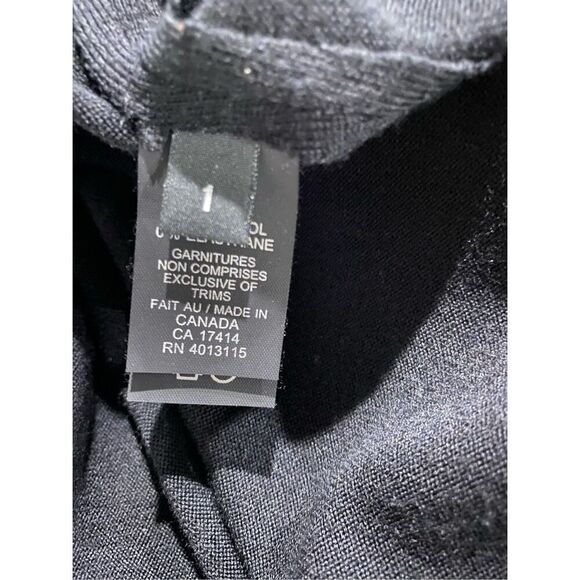 1
GARNITURES
NON COMPRISES
EXCLUSIVE OF
TRIMS
FAIT AU / MADE IN
CANADA
CA 17414
RN 4013115